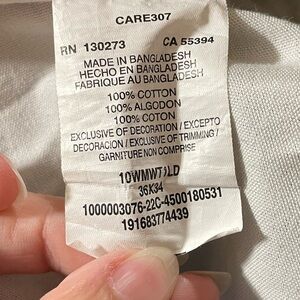 CARE307
RN 130273 CA 55394
MADE IN BANGLADESH
HECHO EN BANGLADESH
FABRIQUE AU BANGLADESH
100% COTTON
100% ALGODON
100% COTON
EXCLUSIVE OF DECORATION / EXCEPTO
DECORACION / EXCLUSIVE OF TRIMMING /
GARNITURE NON COMPRISE
36X34
1000003076-22C-4500180531
191683774439